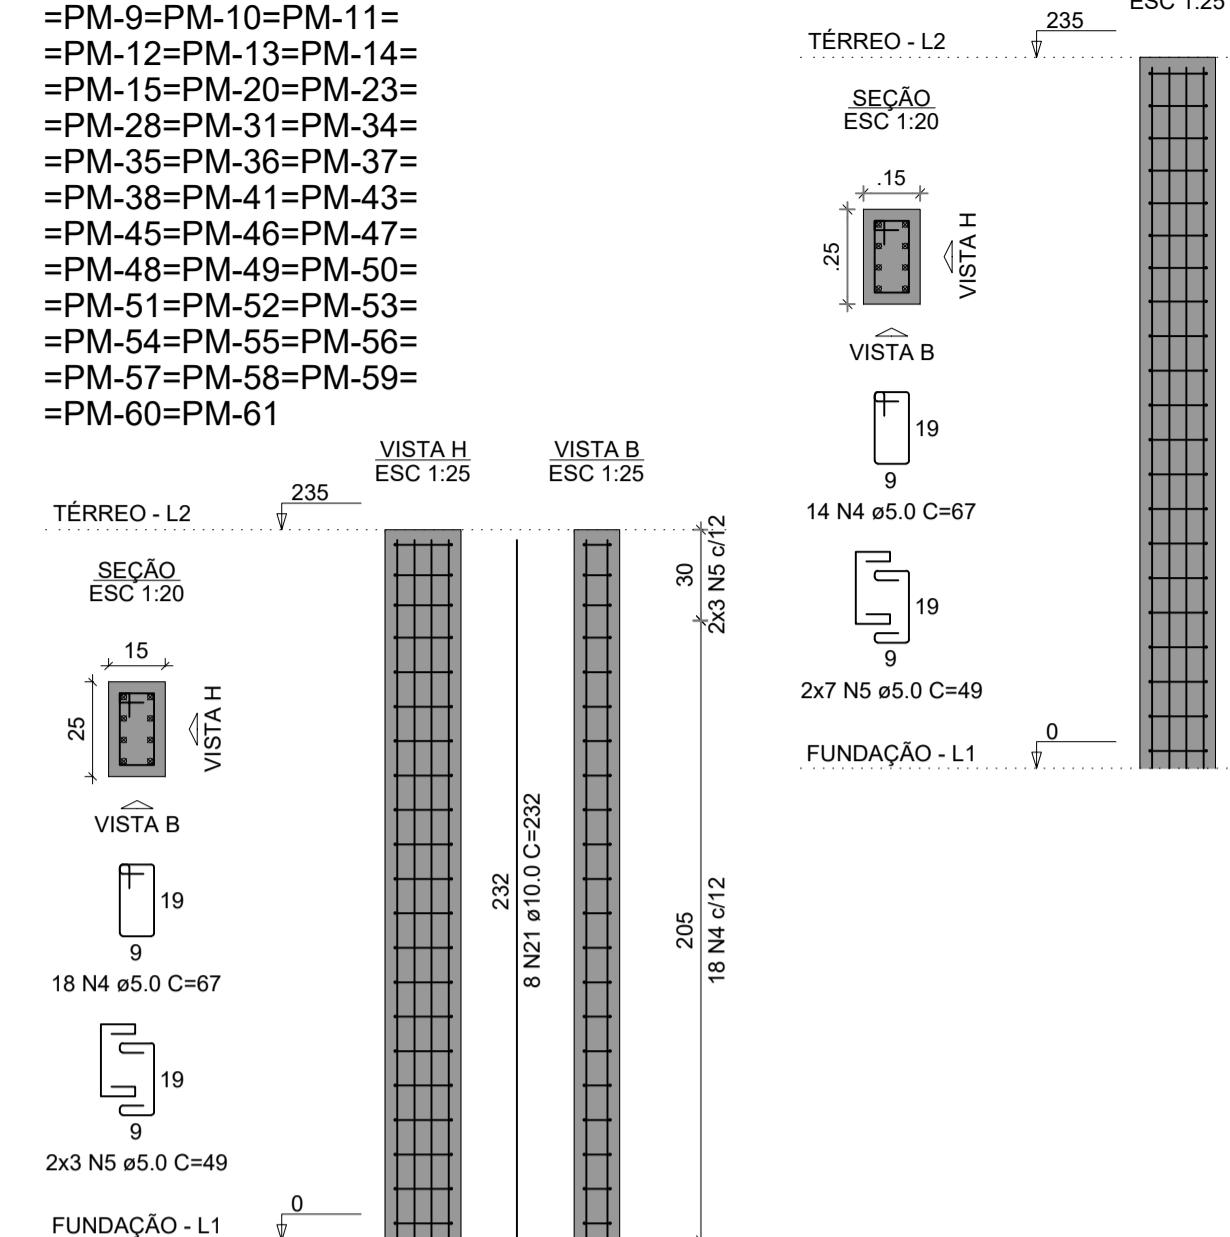 =PM-9=PM-10=PM-11=
=PM-12=PM-13=PM-14=
=PM-15=PM-20=PM-23=
=PM-28=PM-31=PM-34=
=PM-35=PM-36=PM-37=
=PM-38=PM-41=PM-43=
=PM-45=PM-46=PM-47=
=PM-48=PM-49=PM-50=
=PM-51=PM-52=PM-53=
=PM-54=PM-55=PM-56=
=PM-57=PM-58=PM-59=
=PM-60=PM-61
VISTA H
ESC 1:25
VISTA B
ESC 1:25
235
TÉRREO - L2
SEÇÃO
ESC 1:20
15
25
VISTA H
VISTA B
19
9
18 N4 ø5.0 C=67
19
9
2x3 N5 ø5.0 C=49
0
FUNDAÇÃO - L1
232
8 N21 ø10.0 C=232
30
2x3 N5 c/12
205
18 N4 c/12
ESC 1:25
235
TÉRREO - L2
SEÇÃO
ESC 1:20
.15
.25
VISTA H
VISTA B
19
9
14 N4 ø5.0 C=67
19
9
2x7 N5 ø5.0 C=49
0
FUNDAÇÃO - L1